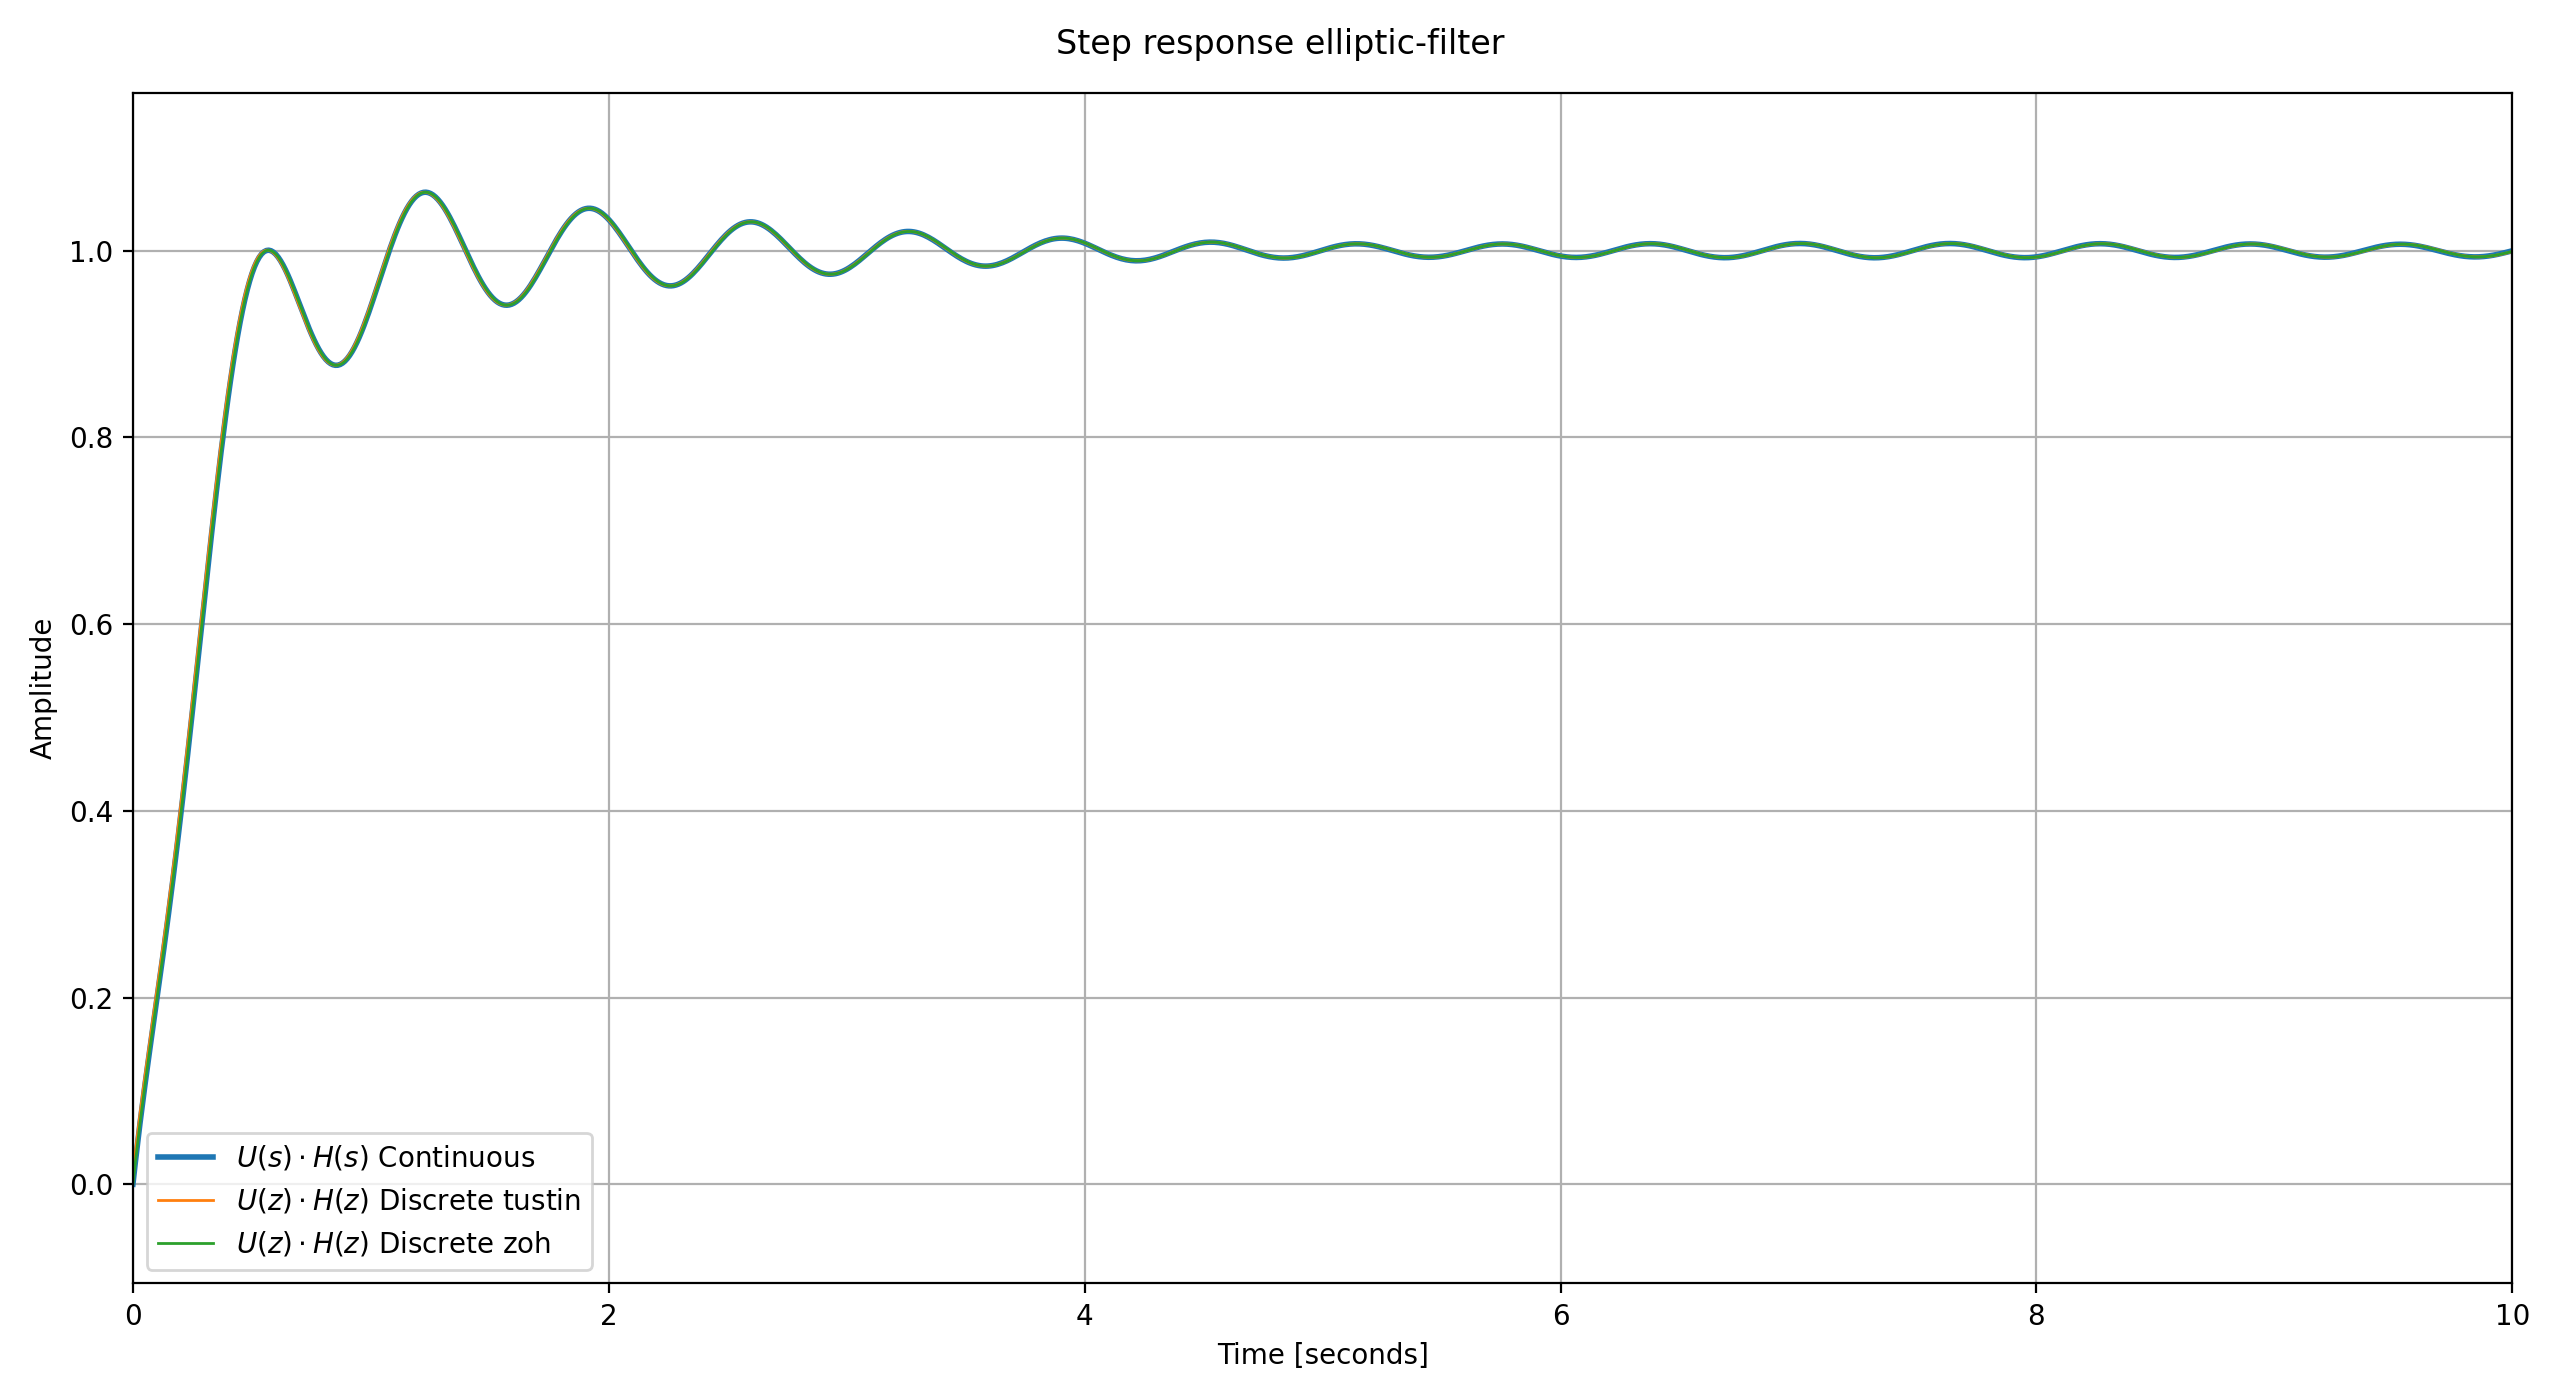 Step response elliptic-filter
1.0
0.8
0.6
0.4
0.2
0.0
Amplitude
U(s) · H(s) Continuous
U(z) · H(z) Discrete tustin
U(z) · H(z) Discrete zoh
0 2 4 6 8 10
Time [seconds]